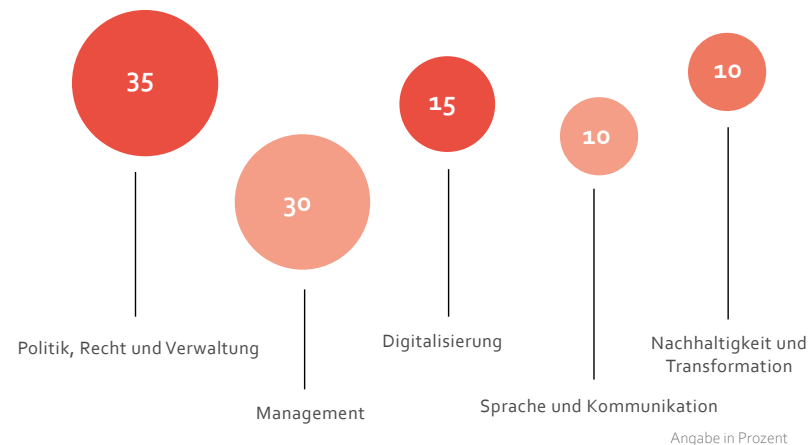 35
30
15
10
10
Politik, Recht und Verwaltung
Management
Digitalisierung
Sprache und Kommunikation
Nachhaltigkeit und
Transformation
Angabe in Prozent